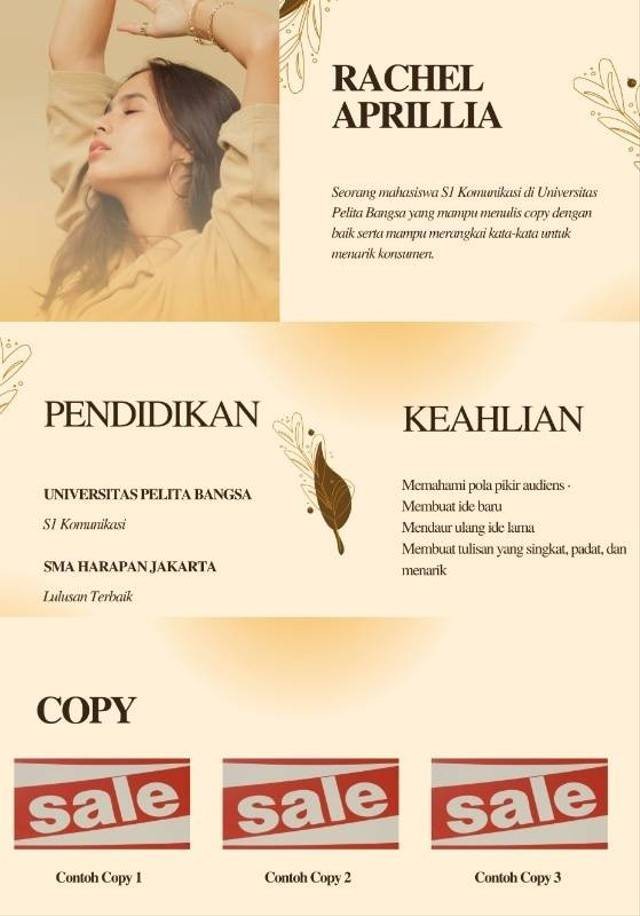 RACHEL
APRILLIA
Seorang mahasiswa S1 Komunikasi di Universitas
Pelita Bangsa yang mampu menulis copy dengan
baik serta mampu merangkai kata-kata untuk
menarik konsumen.
PENDIDIKAN
UNIVERSITAS PELITA BANGSA
S1 Komunikasi
SMA HARAPAN JAKARTA
Lulusan Terbaik
KEAHLIAN
Memahami pola pikir audiens ·
Membuat ide baru
Mendaur ulang ide lama
Membuat tulisan yang singkat, padat, dan
menarik
COPY
sale
sale
sale
Contoh Copy 1
Contoh Copy 2
Contoh Copy 3